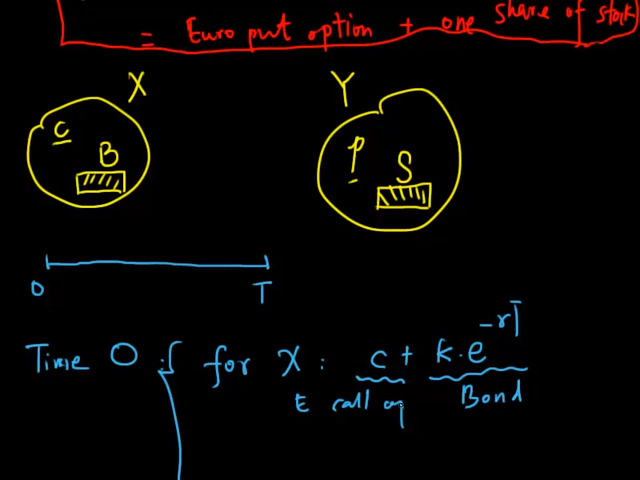 = Euro put option + one share of stock
X Y
c B p S
0 T
Time 0 : for X : c + k.e^-rT
E call op Bond